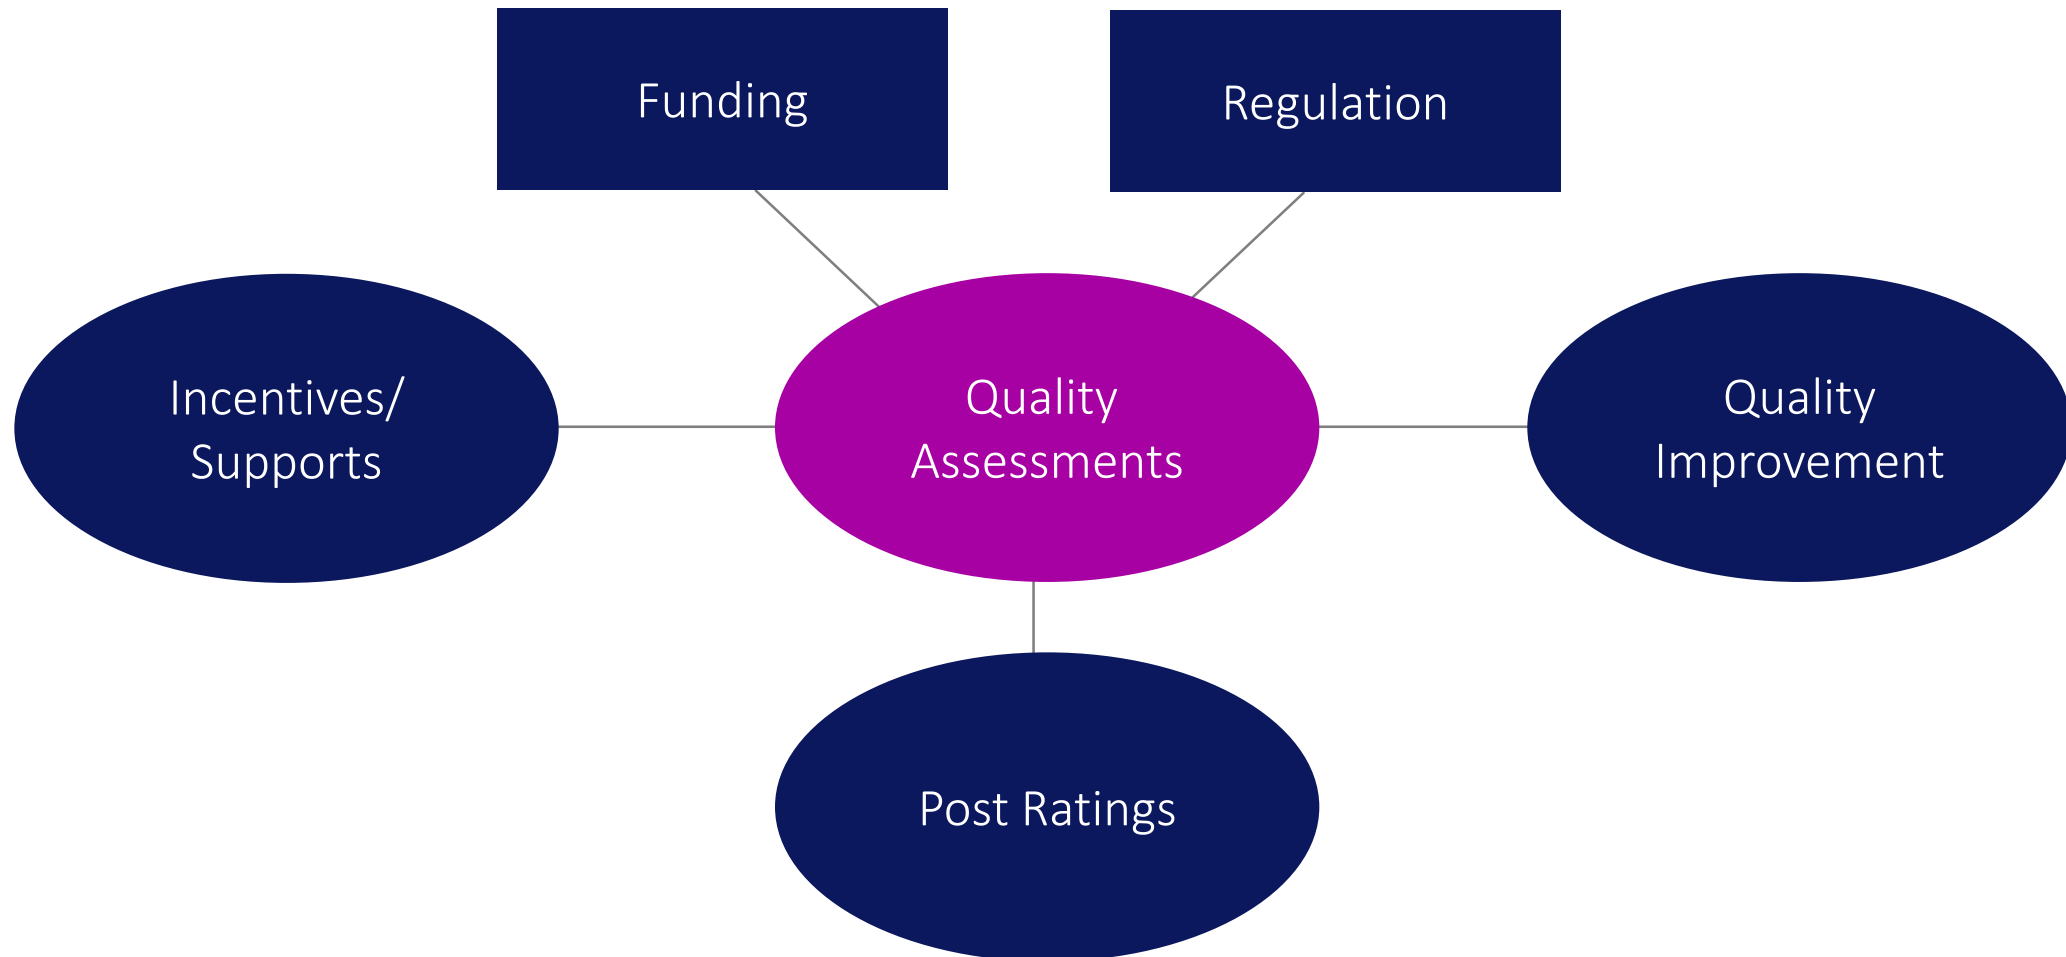 Funding
Regulation
Incentives/
Supports
Quality
Assessments
Quality
Improvement
Post Ratings